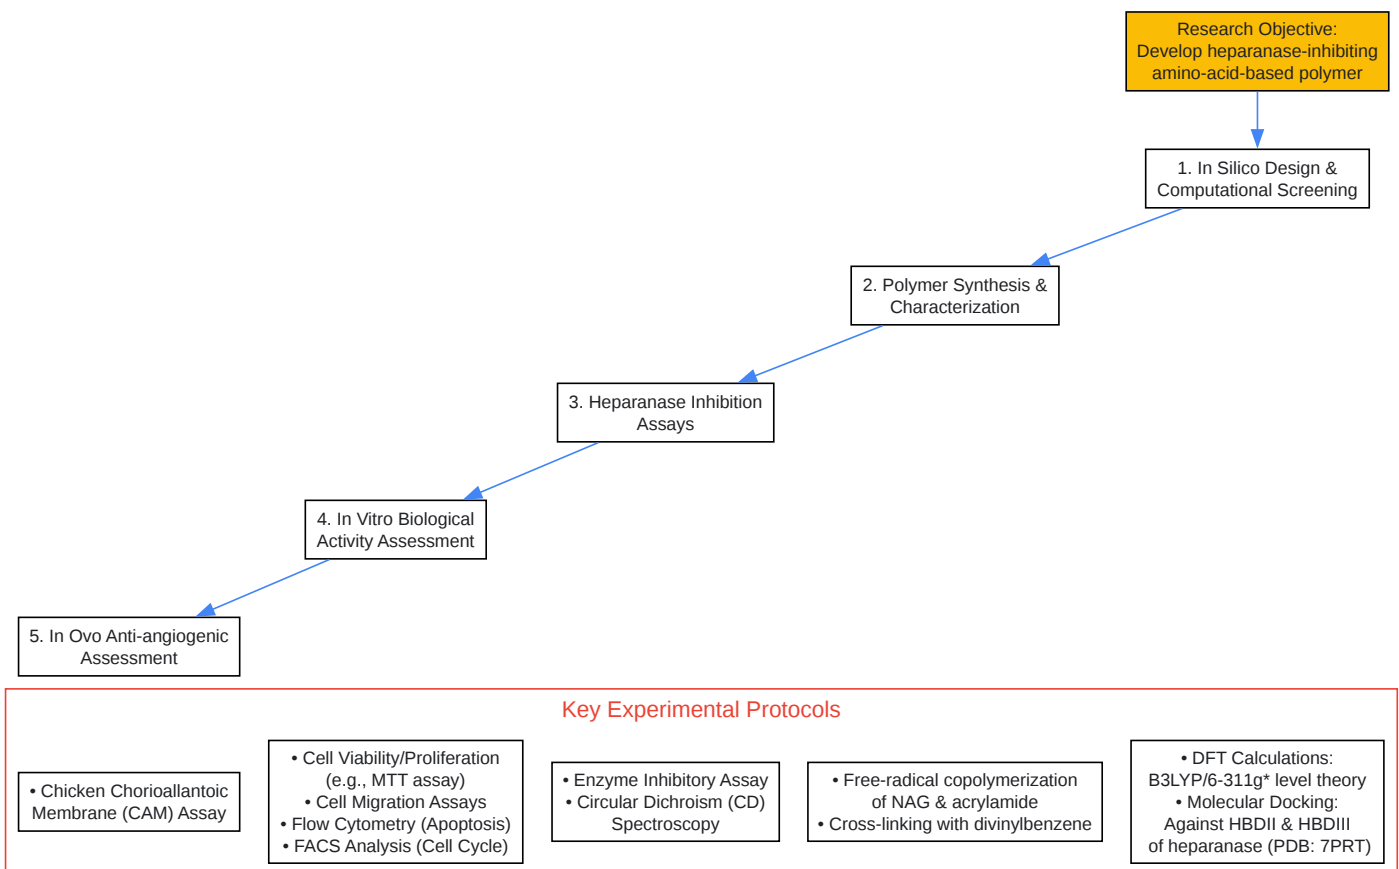 Research Objective:
Develop heparanase-inhibiting
amino-acid-based polymer
1. In Silico Design &
Computational Screening
2. Polymer Synthesis &
Characterization
3. Heparanase Inhibition
Assays
4. In Vitro Biological
Activity Assessment
5. In Ovo Anti-angiogenic
Assessment
Key Experimental Protocols
• Chicken Chorioallantoic
Membrane (CAM) Assay
• Cell Viability/Proliferation
(e.g., MTT assay)
• Cell Migration Assays
• Flow Cytometry (Apoptosis)
• FACS Analysis (Cell Cycle)
• Enzyme Inhibitory Assay
• Circular Dichroism (CD)
Spectroscopy
• Free-radical copolymerization
of NAG & acrylamide
• Cross-linking with divinylbenzene
• DFT Calculations:
B3LYP/6-311g* level theory
• Molecular Docking:
Against HBDII & HBDIII
of heparanase (PDB: 7PRT)